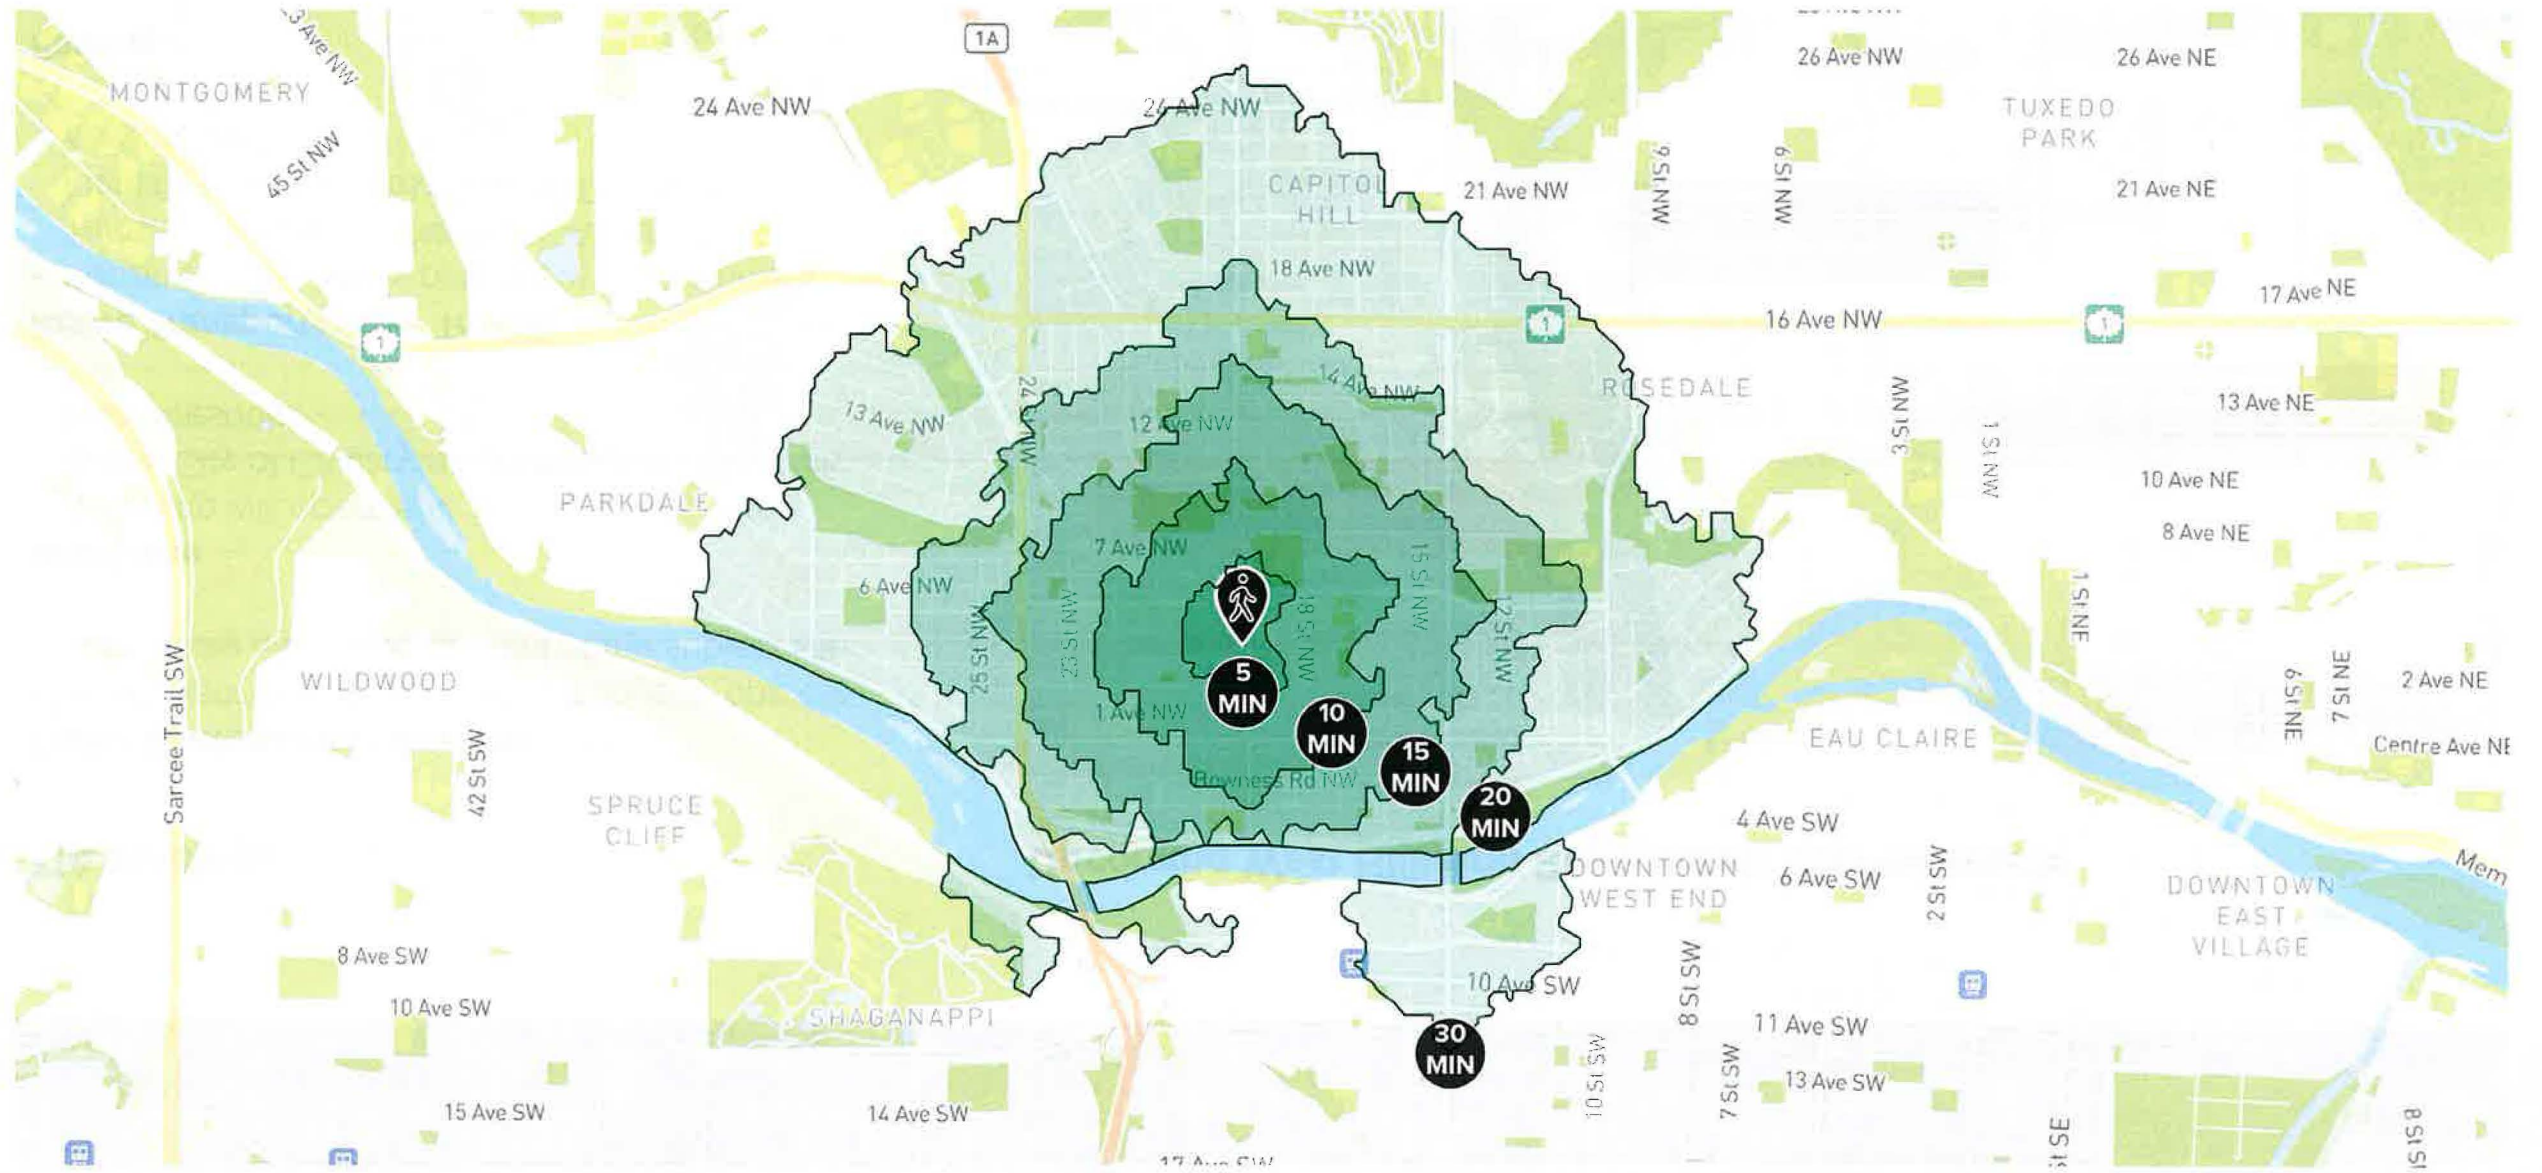 1A
26 Ave NW
26 Ave NE
MONTGOMERY
24 Ave NW
24 Ave NW
TUXEDO
PARK
45 St NW
9 St NW
6 St NW
CAPITOL
HILL
21 Ave NW
21 Ave NE
18 Ave NW
17 Ave NE
1
1
16 Ave NW
1
14 Ave NW
ROSEDALE
24 St NW
3 St NW
13 Ave NE
13 Ave NW
12 Ave NW
1 St NW
10 Ave NE
PARKDALE
8 Ave NE
7 Ave NW
15 St NW
6 Ave NW
1 St NE
18 St NW
12 St NW
25 St NW
23 St NW
WILDWOOD
Sarcee Trail SW
5
MIN
6 St NE
7 St NE
2 Ave NE
1 Ave NW
10
MIN
EAU CLAIRE
Centre Ave NE
42 St SW
15
MIN
Bowness Rd NW
SPRUCE
CLIFF
20
MIN
4 Ave SW
DOWNTOWN
WEST END
6 Ave SW
2 St SW
Mem
DOWNTOWN
EAST
VILLAGE
8 Ave SW
8 St SW
10 Ave SW
10 Ave SW
SHAGANAPPI
11 Ave SW
30
MIN
10 St SW
7 St SW
13 Ave SW
15 Ave SW
14 Ave SW
St SE
8 St S